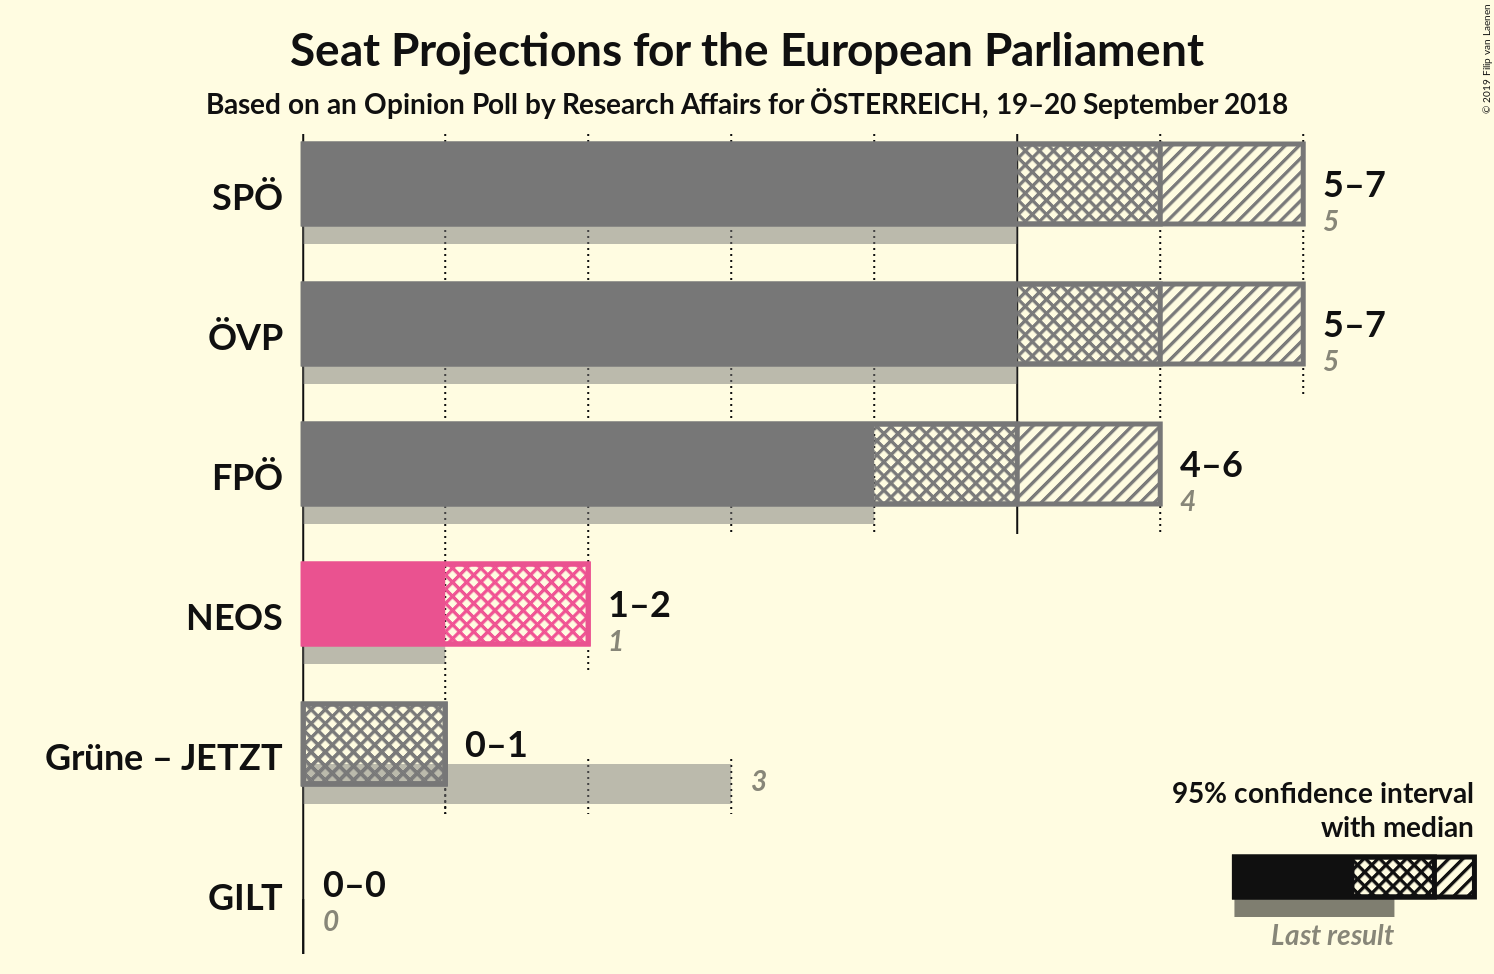 Seat Projections for the European Parliament
Based on an Opinion Poll by Research Affairs for ÖSTERREICH, 19–20 September 2018
© 2019 Filip van Laenen
SPÖ
5–7
5
ÖVP
5–7
5
FPÖ
4–6
4
NEOS
1–2
1
Grüne – JETZT
0–1
3
GILT
0–0
0
95% confidence interval
with median
Last result